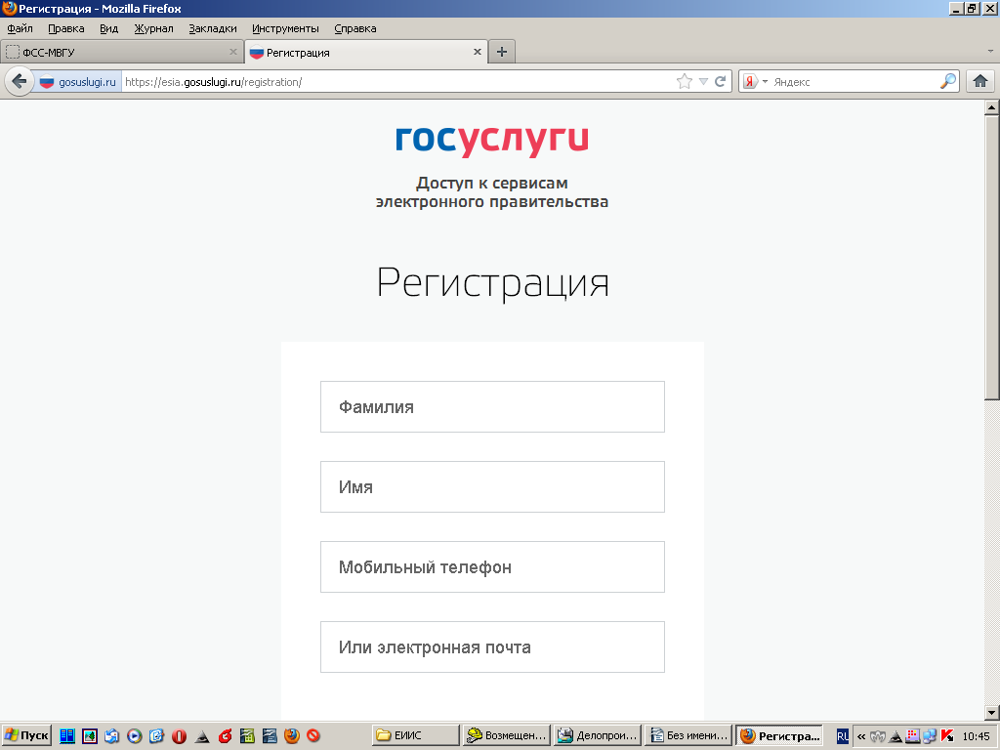 Регистрация - Mozilla Firefox
Файл Правка Вид Журнал Закладки Инструменты Справка
ФСС-МВГУ Регистрация
gosuslugi.ru https://esia.gosuslugi.ru/registration/ Яндекс
госуслуги
Доступ к сервисам
электронного правительства
Регистрация
Фамилия
Имя
Мобильный телефон
Или электронная почта
Пуск ЕИИС Возмещен... Делопрои... Без имени... Регистра... RL 10:45